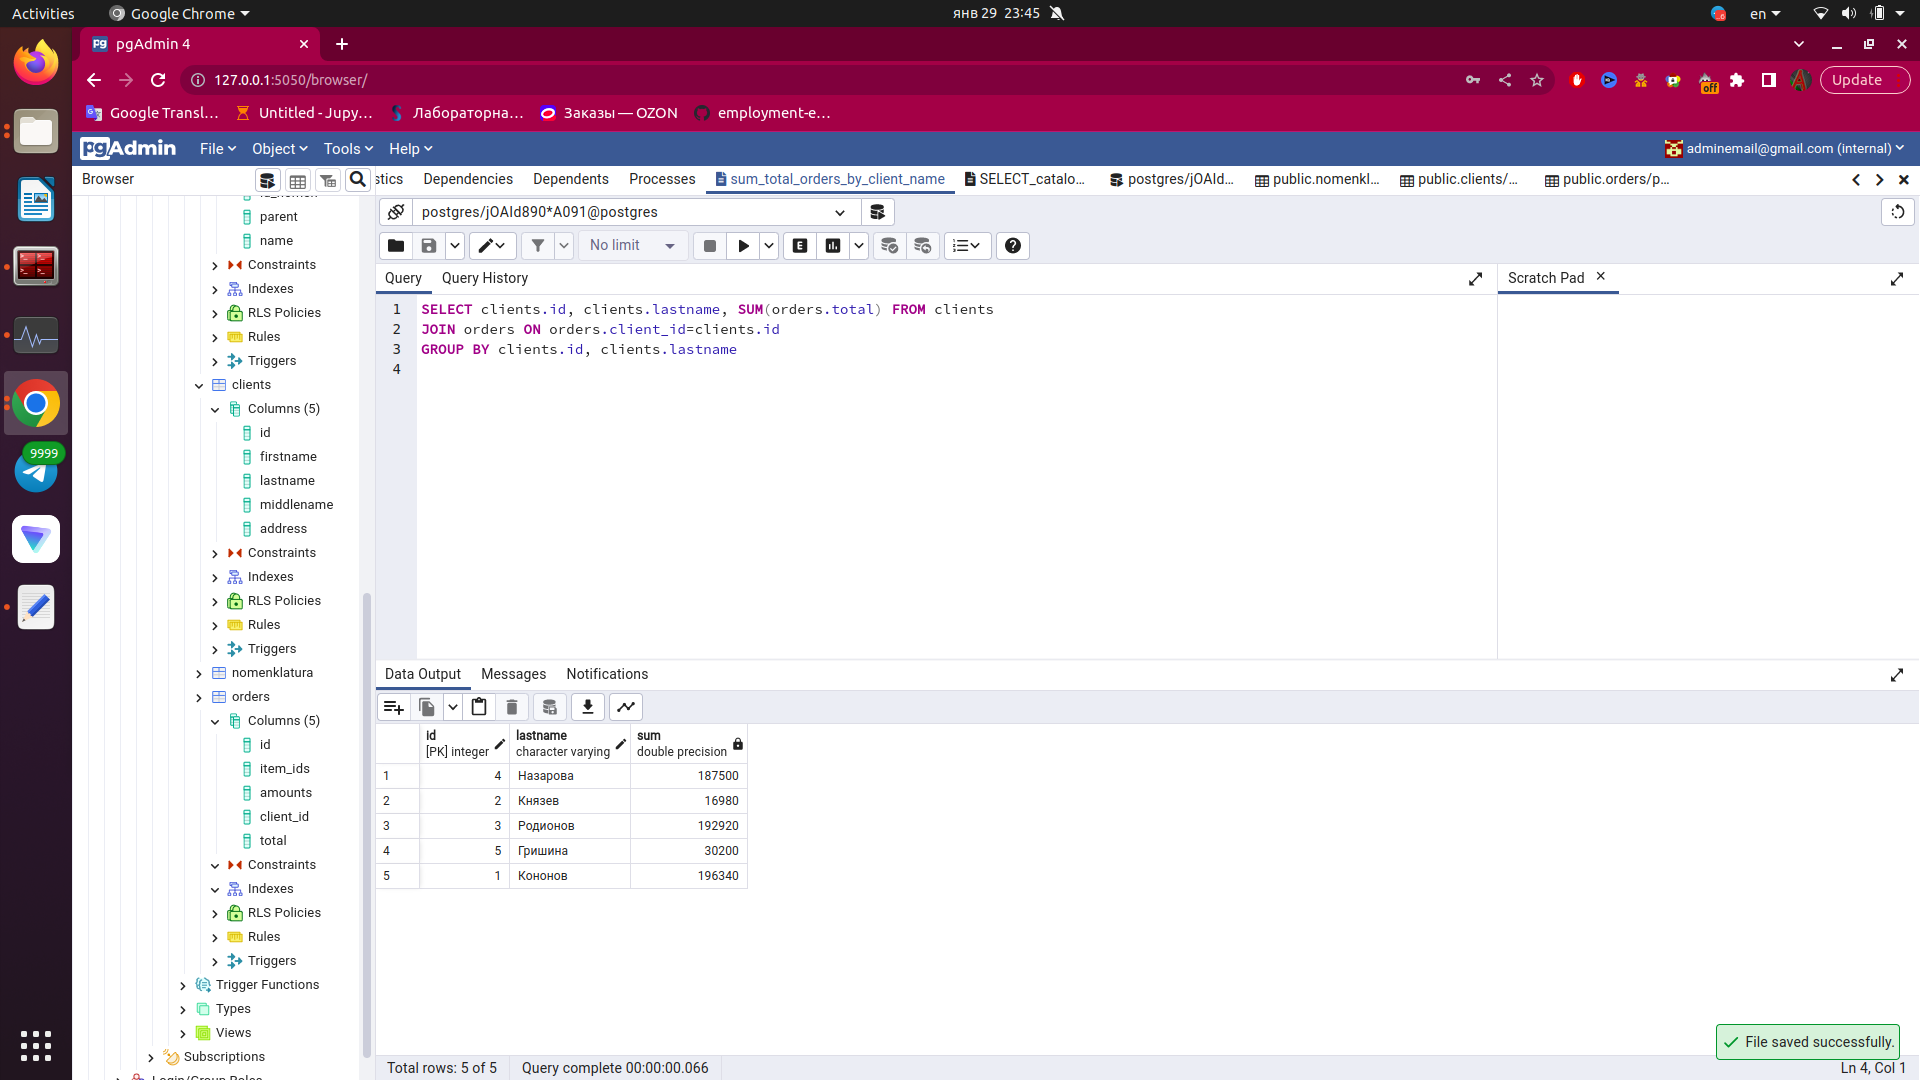 Activities
Google Chrome
янв 29 23:45
en
pgAdmin 4
127.0.0.1:5050/browser/
off
Update
Google Transl...
Untitled - Jupy...
Лабораторна...
Заказы — OZON
employment-e...
pgAdmin
File
Object
Tools
Help
adminemail@gmail.com (internal)
Browser
stics
Dependencies
Dependents
Processes
sum_total_orders_by_client_name
SELECT_catalo...
postgres/jOAId...
public.nomenkl...
public.clients/...
public.orders/p...
parent
name
Constraints
Indexes
RLS Policies
Rules
Triggers
clients
Columns (5)
id
firstname
lastname
middlename
address
Constraints
Indexes
RLS Policies
Rules
Triggers
nomenklatura
orders
Columns (5)
id
item_ids
amounts
client_id
total
Constraints
Indexes
RLS Policies
Rules
Triggers
Trigger Functions
Types
Views
Subscriptions
Login/Group Roles
9999
postgres/jOAId890*A091@postgres
No limit
E
Query
Query History
Scratch Pad
1 SELECT clients.id, clients.lastname, SUM(orders.total) FROM clients
2 JOIN orders ON orders.client_id=clients.id
3 GROUP BY clients.id, clients.lastname
4
Data Output
Messages
Notifications
id [PK] integer
lastname character varying
sum double precision
1 4 Назарова 187500
2 2 Князев 16980
3 3 Родионов 192920
4 5 Гришина 30200
5 1 Кононов 196340
File saved successfully.
Total rows: 5 of 5
Query complete 00:00:00.066
Ln 4, Col 1